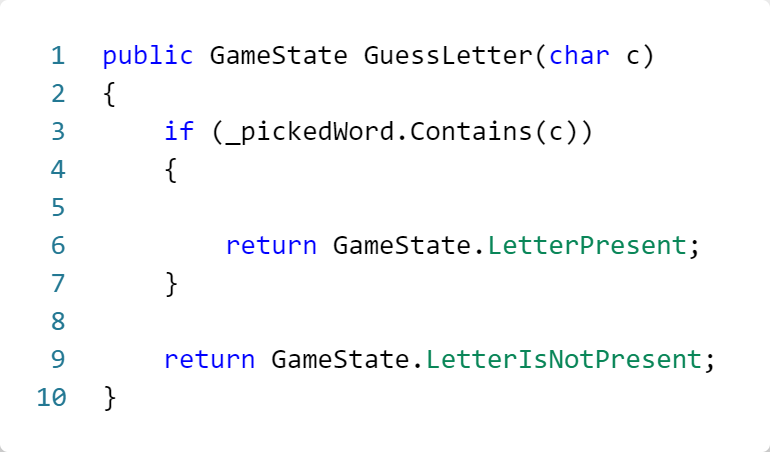 1 public GameState GuessLetter(char c)
2 {
3     if (_pickedWord.Contains(c))
4     {
5
6         return GameState.LetterPresent;
7     }
8
9     return GameState.LetterIsNotPresent;
10 }